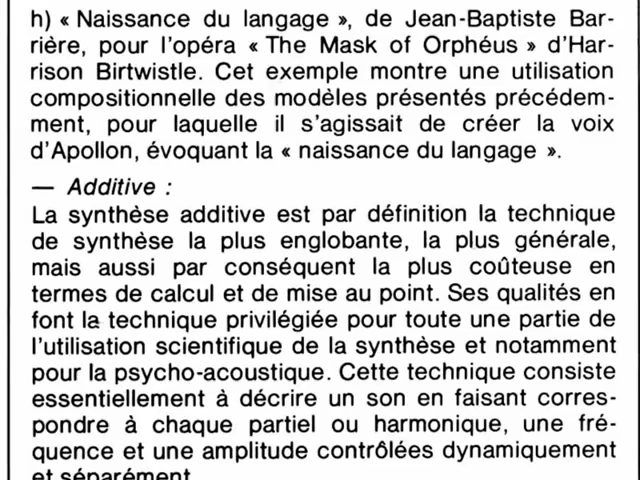 h) « Naissance du langage », de Jean-Baptiste Bar-
rière, pour l'opéra « The Mask of Orphéus » d'Har-
rison Birtwistle. Cet exemple montre une utilisation
compositionnelle des modèles présentés précédem-
ment, pour laquelle il s'agissait de créer la voix
d'Apollon, évoquant la « naissance du langage ».
— Additive :
La synthèse additive est par définition la technique
de synthèse la plus englobante, la plus générale,
mais aussi par conséquent la plus coûteuse en
termes de calcul et de mise au point. Ses qualités en
font la technique privilégiée pour toute une partie de
l'utilisation scientifique de la synthèse et notamment
pour la psycho-acoustique. Cette technique consiste
essentiellement à décrire un son en faisant corres-
pondre à chaque partiel ou harmonique, une fré-
quence et une amplitude contrôlées dynamiquement
et séparément